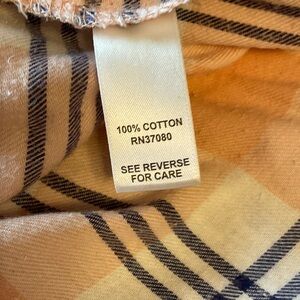 100% COTTON
RN37080
SEE REVERSE
FOR CARE